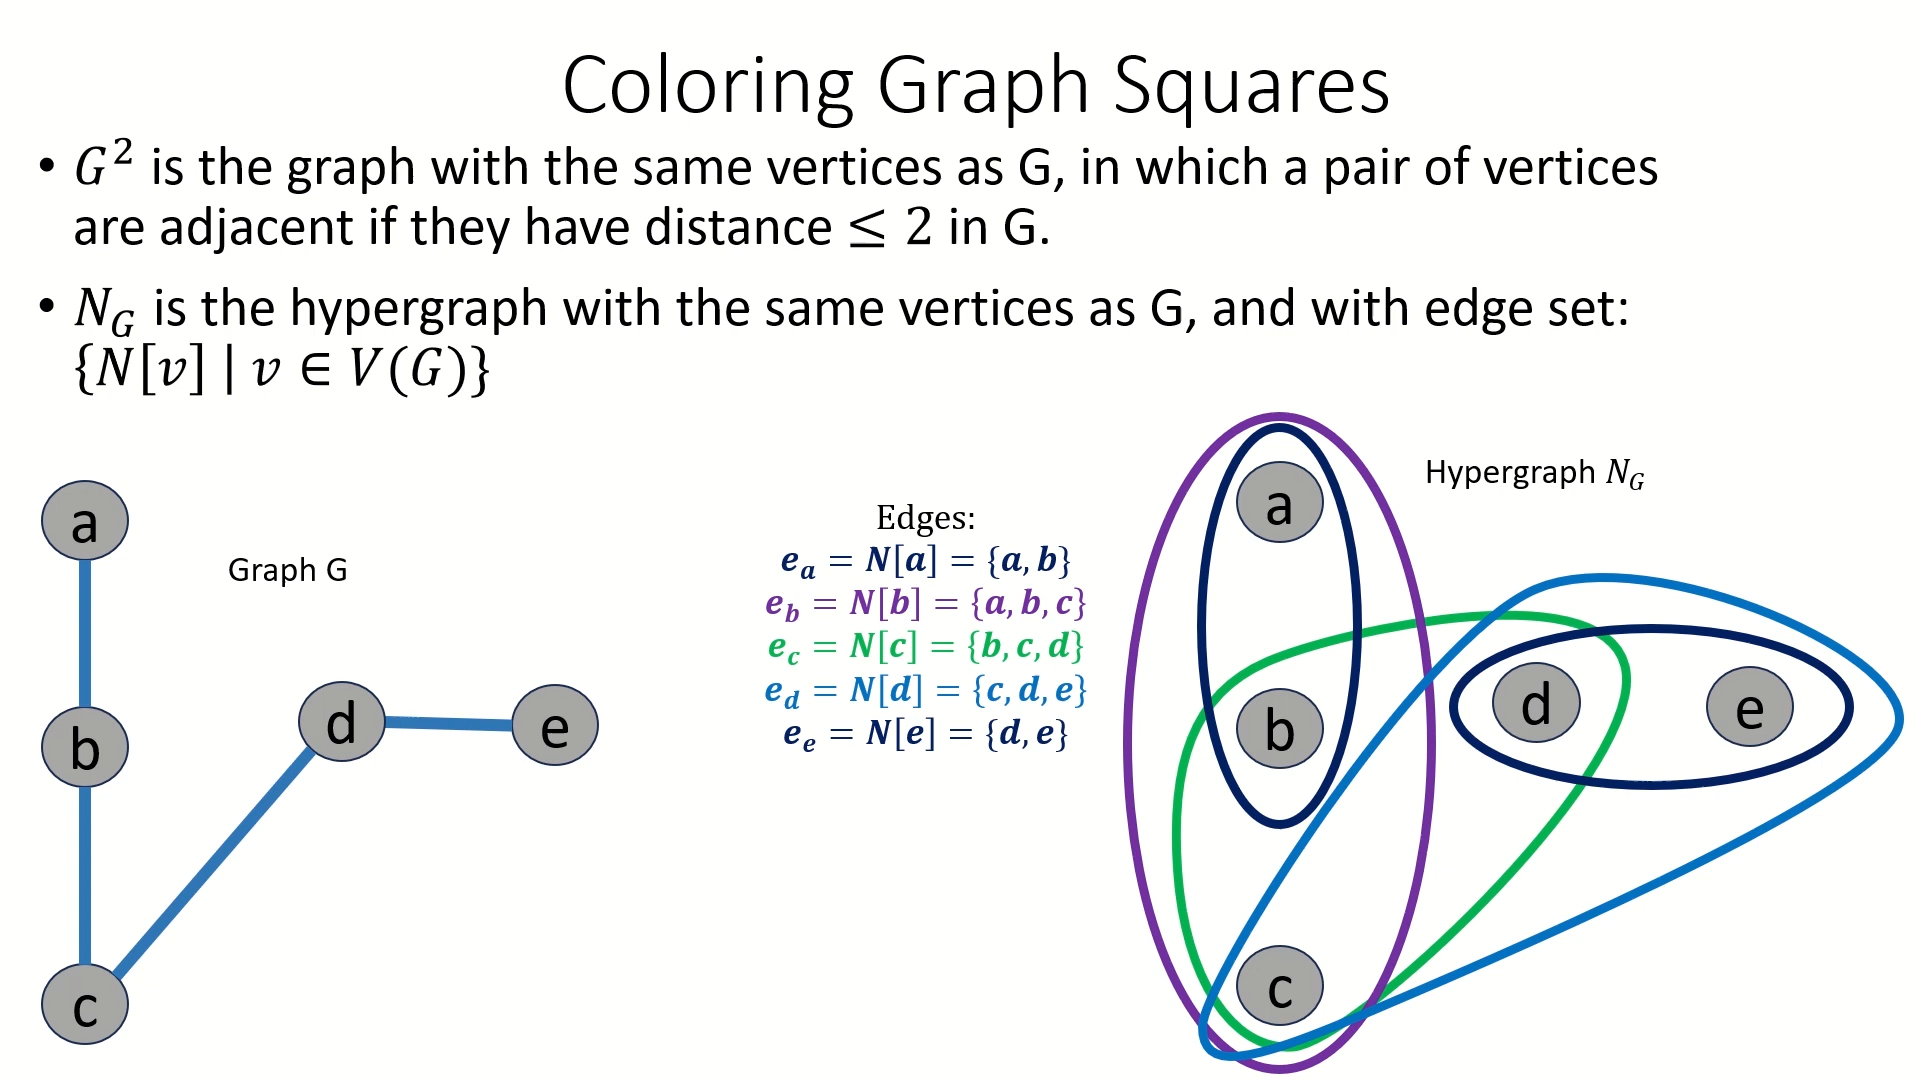 Coloring Graph Squares
• G² is the graph with the same vertices as G, in which a pair of vertices
are adjacent if they have distance ≤ 2 in G.
• N_G is the hypergraph with the same vertices as G, and with edge set:
{N[v] | v ∈ V(G)}
a
b
c
d
e
Graph G
Edges:
e_a = N[a] = {a, b}
e_b = N[b] = {a, b, c}
e_c = N[c] = {b, c, d}
e_d = N[d] = {c, d, e}
e_e = N[e] = {d, e}
Hypergraph N_G
a
b
c
d
e